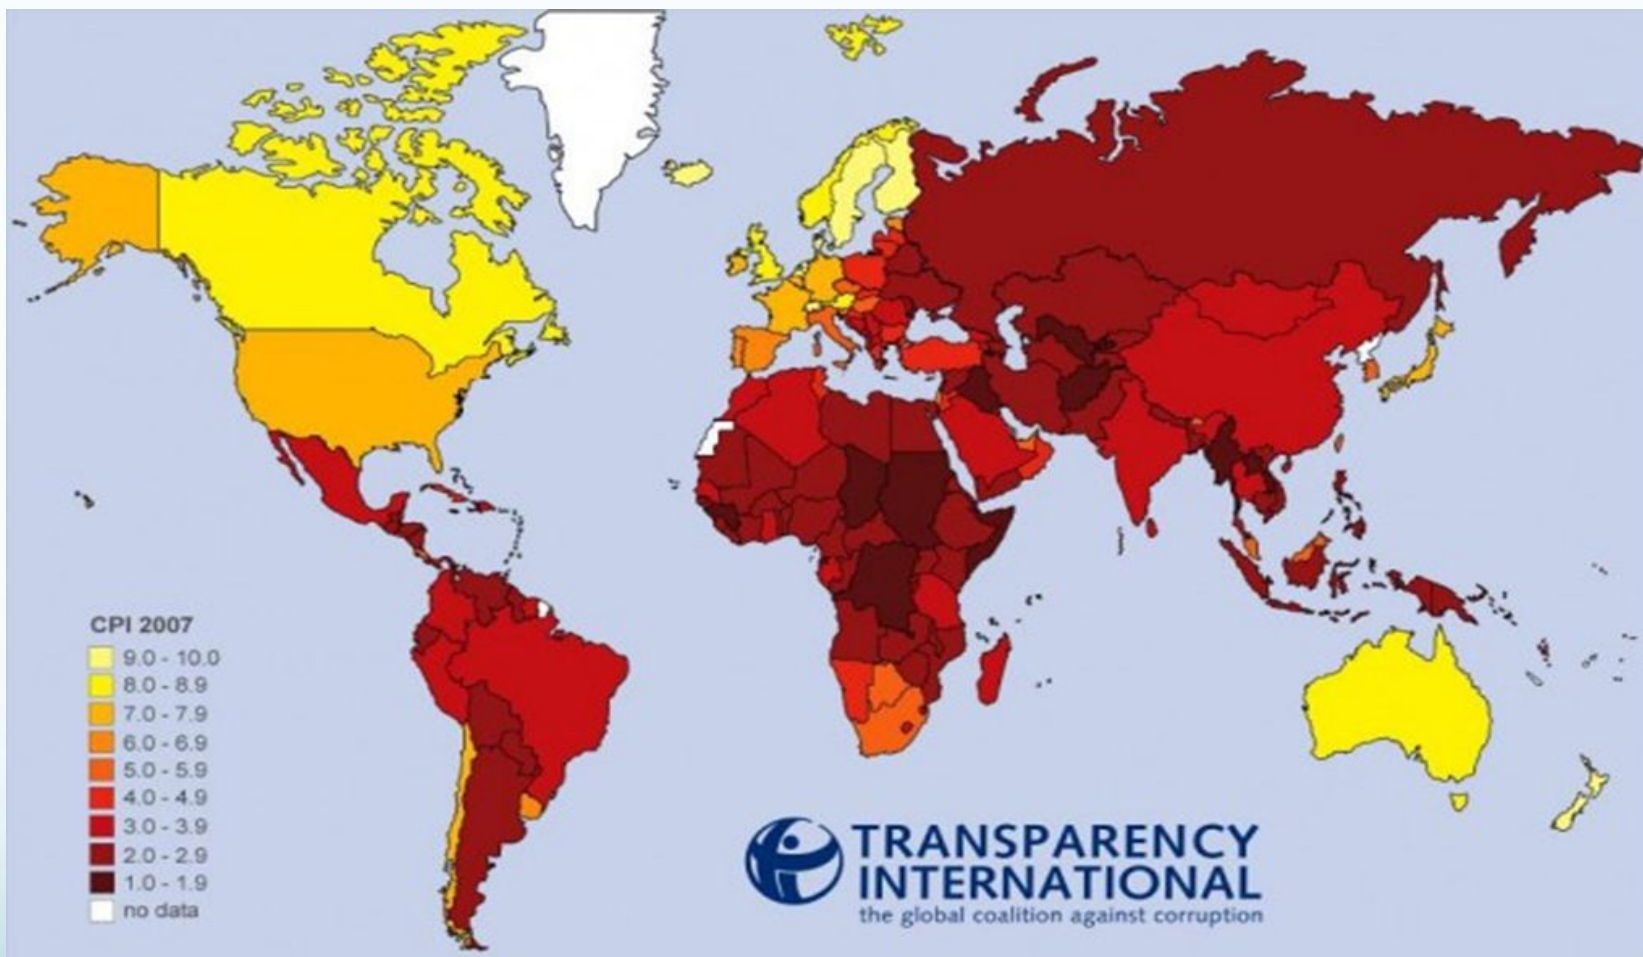 CPI 2007
9.0 - 10.0
8.0 - 8.9
7.0 - 7.9
6.0 - 6.9
5.0 - 5.9
4.0 - 4.9
3.0 - 3.9
2.0 - 2.9
1.0 - 1.9
no data
TRANSPARENCY
INTERNATIONAL
the global coalition against corruption